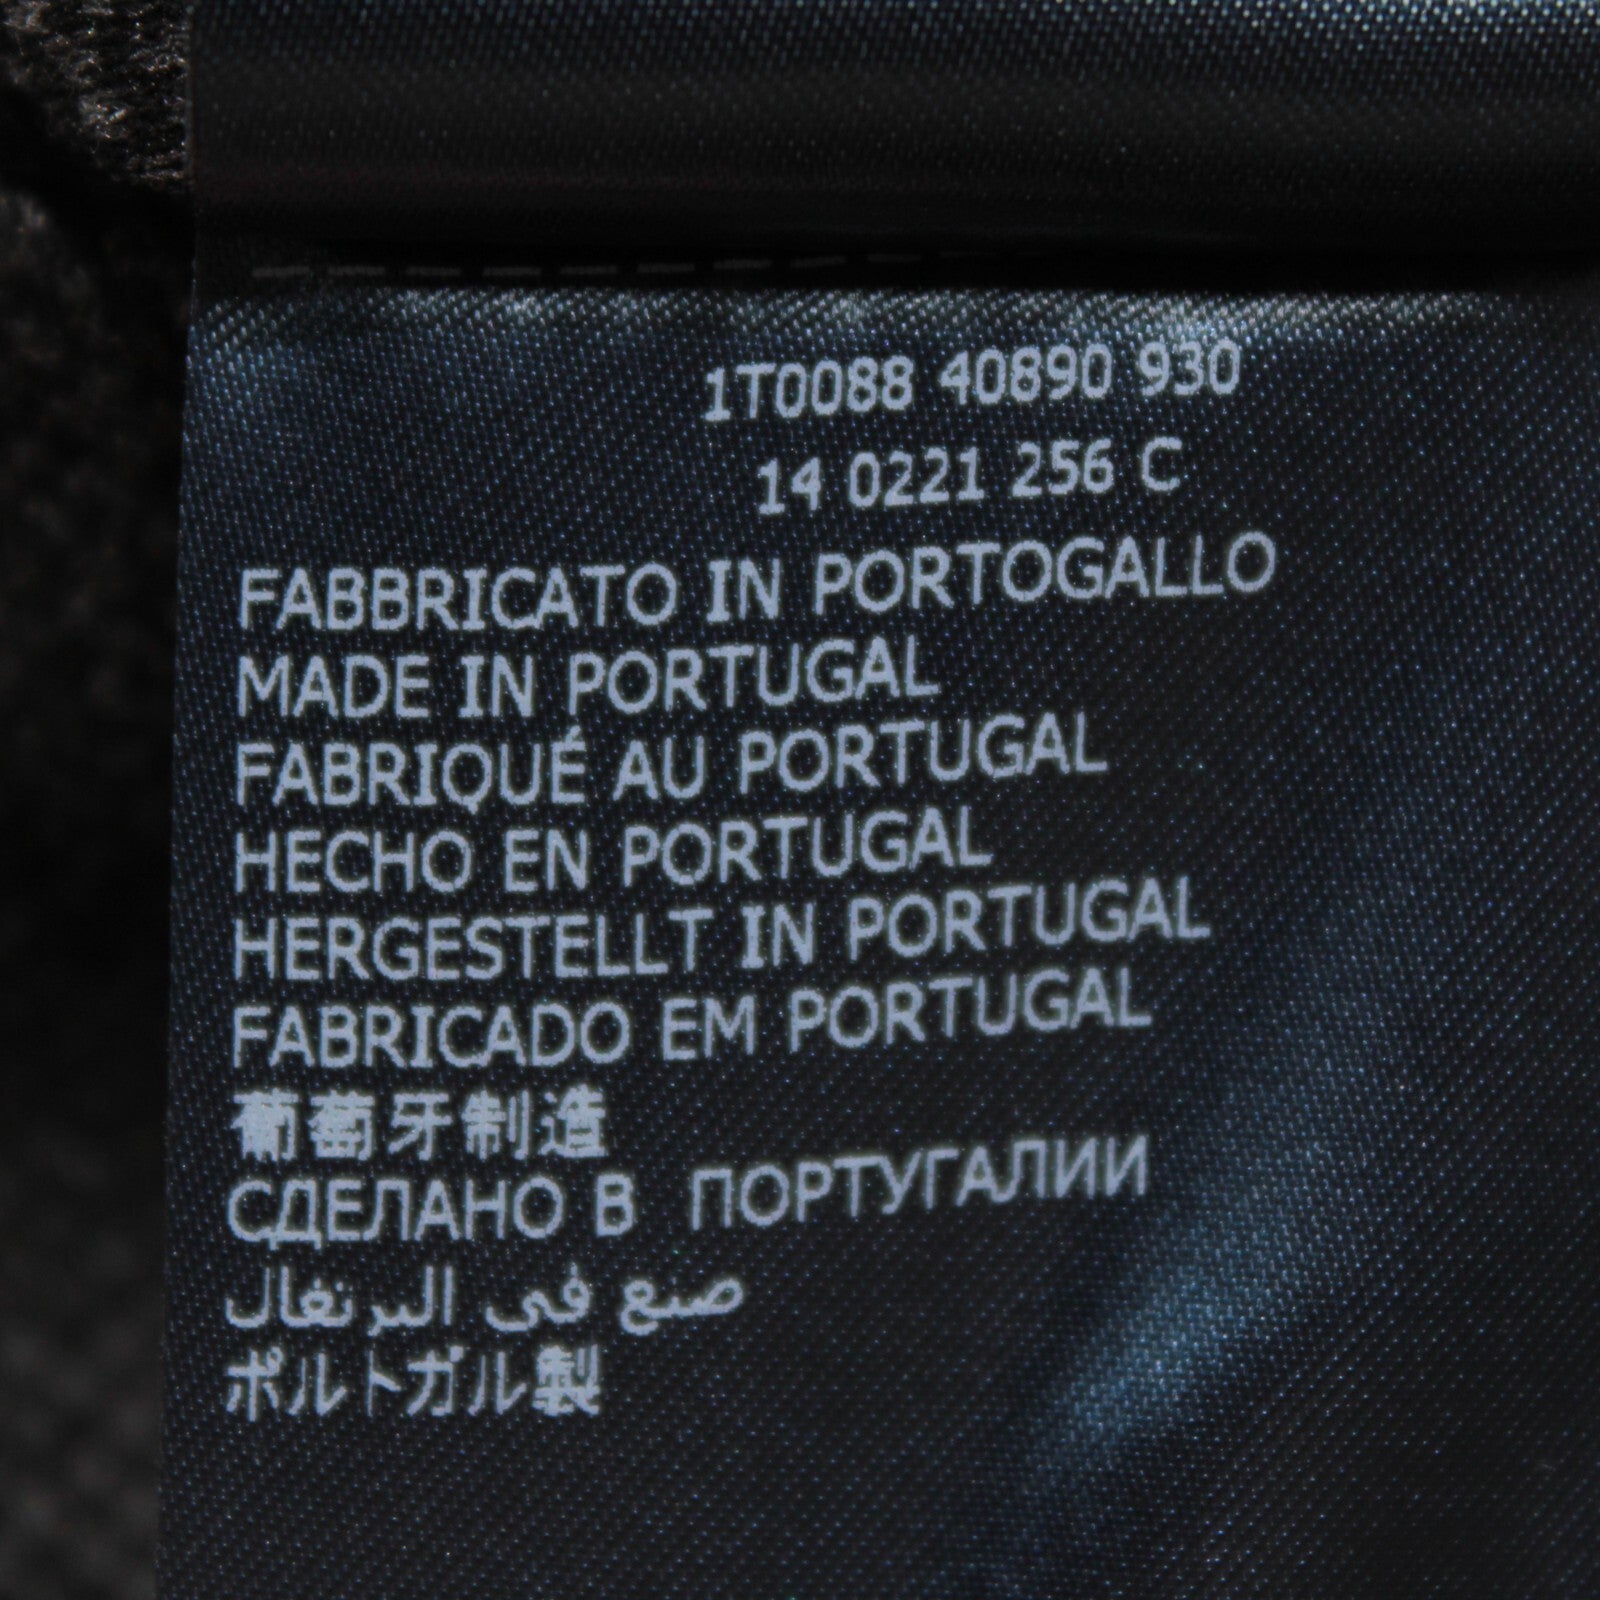 1T0088 40890 930
14 0221 256 C
FABBRICATO IN PORTOGALLO
MADE IN PORTUGAL
FABRIQUÉ AU PORTUGAL
HECHO EN PORTUGAL
HERGESTELLT IN PORTUGAL
FABRICADO EM PORTUGAL
葡萄牙制造
СДЕЛАНО В ПОРТУГАЛИИ
صنع في البرتغال
ポルトガル製